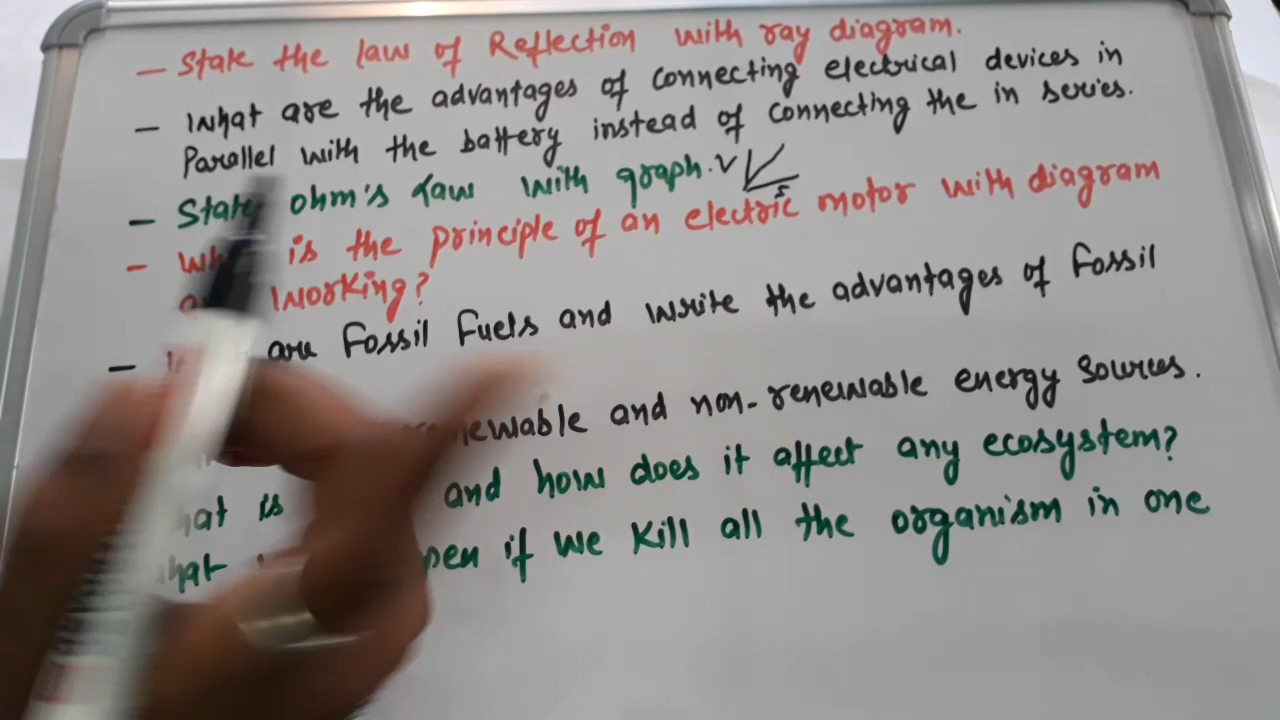 - State the law of Reflection with ray diagram.
- What are the advantages of connecting electrical devices in
Parallel with the battery instead of connecting the in series.
- State ohm's Law with graph. V I
- is the principle of an electric motor with diagram
working?
- are Fossil Fuels and write the advantages of Fossil
and non-renewable energy sources.
is and how does it affect any ecosystem?
if we kill all the organism in one